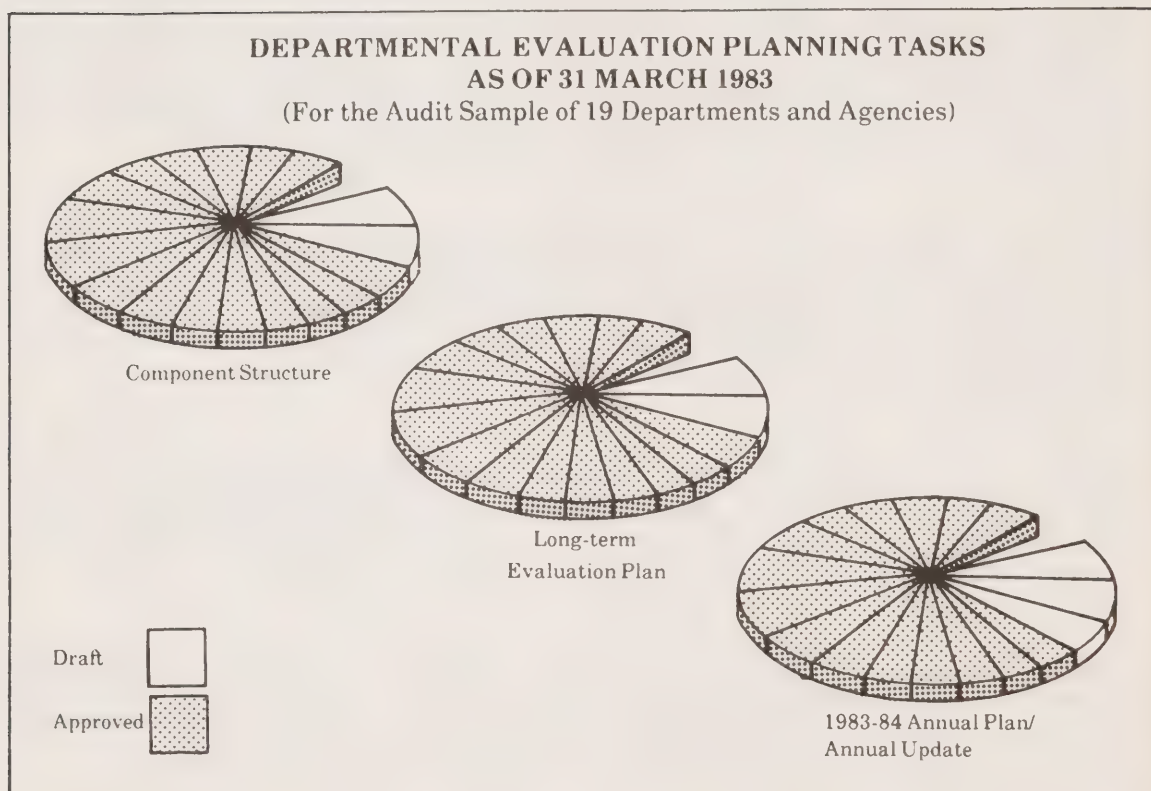 DEPARTMENTAL EVALUATION PLANNING TASKS
AS OF 31 MARCH 1983
(For the Audit Sample of 19 Departments and Agencies)
Component Structure
Long-term
Evaluation Plan
1983-84 Annual Plan/
Annual Update
Draft
Approved